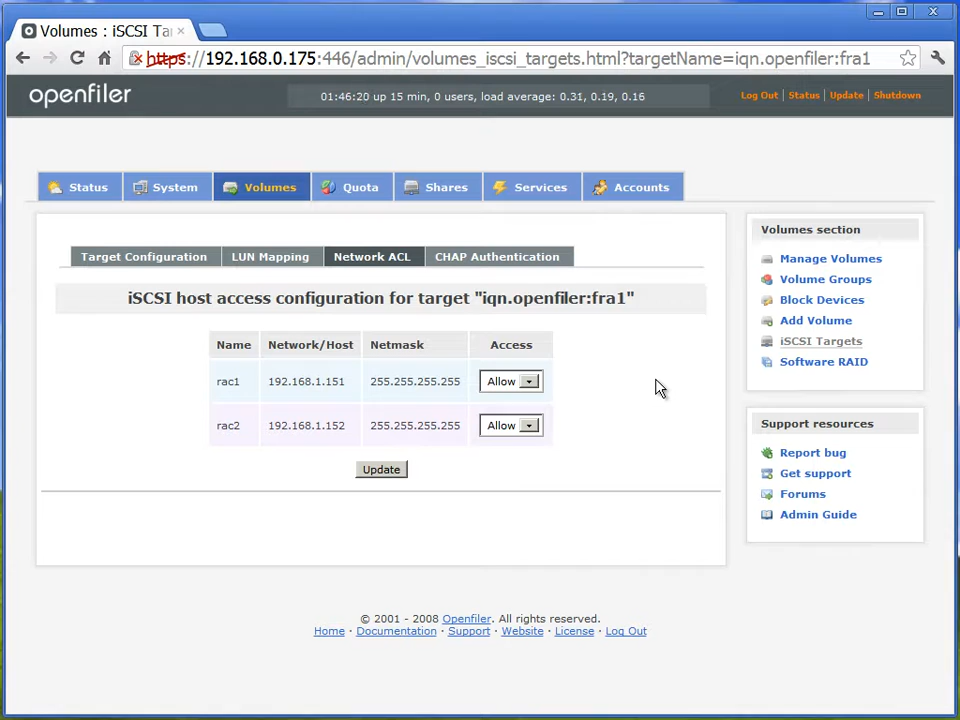 Volumes : iSCSI Ta
https://192.168.0.175:446/admin/volumes_iscsi_targets.html?targetName=iqn.openfiler:fra1
openfiler
01:46:20 up 15 min, 0 users, load average: 0.31, 0.19, 0.16
Log Out | Status | Update | Shutdown
Status System Volumes Quota Shares Services Accounts
Target Configuration LUN Mapping Network ACL CHAP Authentication
iSCSI host access configuration for target "iqn.openfiler:fra1"
Name Network/Host Netmask Access
rac1 192.168.1.151 255.255.255.255 Allow
rac2 192.168.1.152 255.255.255.255 Allow
Update
Volumes section
Manage Volumes
Volume Groups
Block Devices
Add Volume
iSCSI Targets
Software RAID
Support resources
Report bug
Get support
Forums
Admin Guide
© 2001 - 2008 Openfiler. All rights reserved.
Home · Documentation · Support · Website · License · Log Out